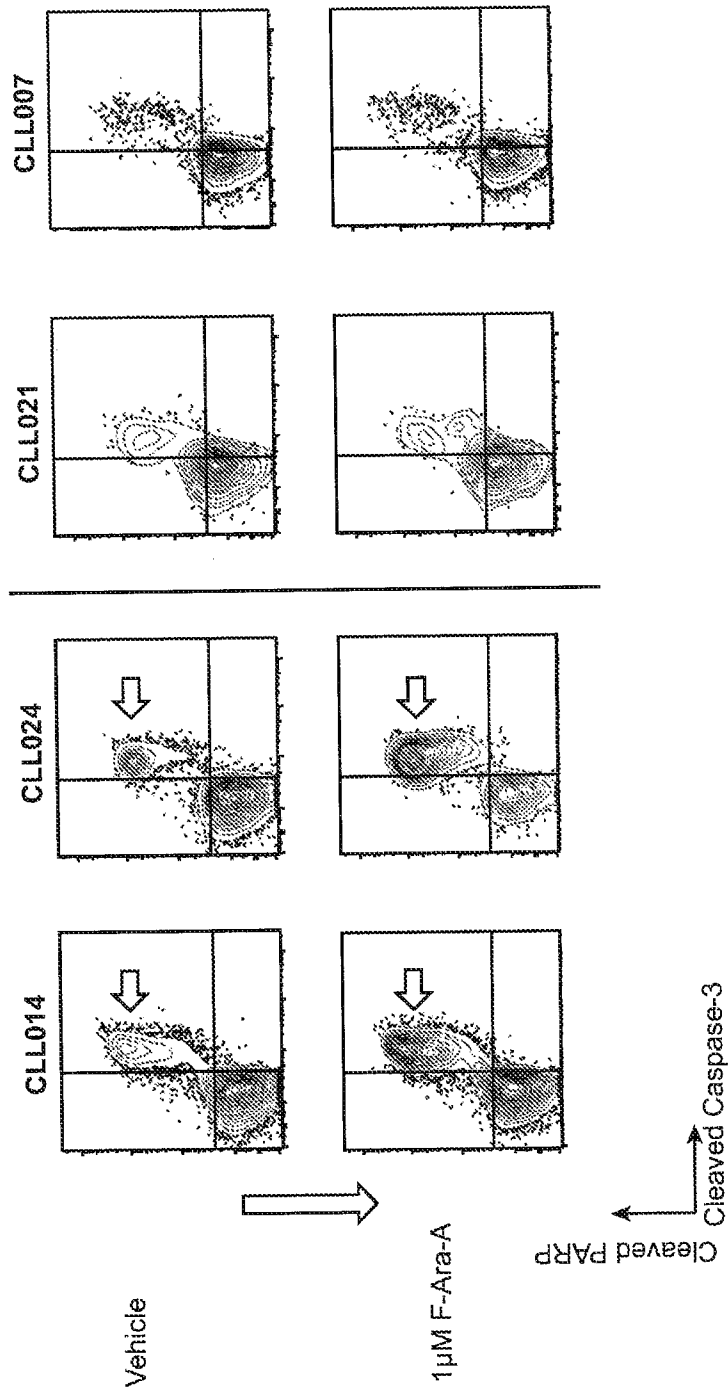 CLL014
CLL024
CLL021
CLL007
Vehicle
1µM F-Ara-A
Cleaved PARP
Cleaved Caspase-3